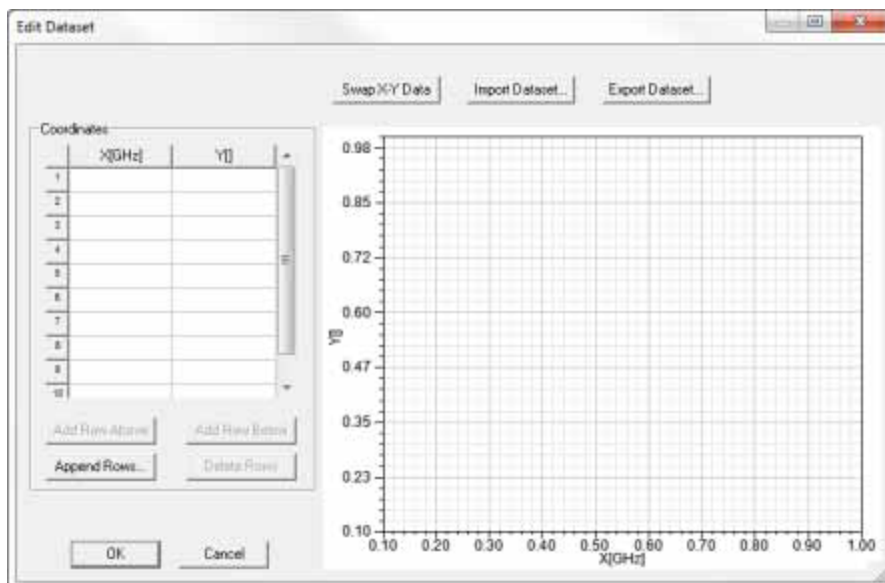 Edit Dataset
Swap X-Y Data Import Dataset... Export Dataset...
Coordinates
X[GHz] Y[]
1
2
3
4
5
6
7
8
9
10
Add Row Above Add Row Below
Append Rows... Delete Rows
OK Cancel
0.98
0.85
0.72
0.60
0.47
0.35
0.23
0.10
Y[]
0.10 0.20 0.30 0.40 0.50 0.60 0.70 0.80 0.90 1.00
X[GHz]